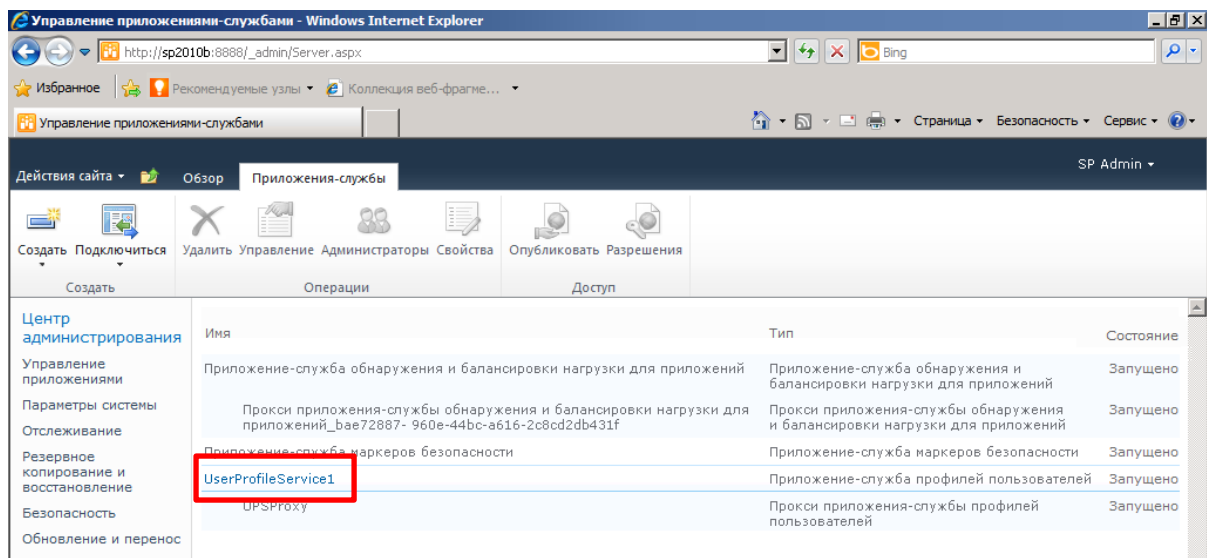 Управление приложениями-службами - Windows Internet Explorer
http://sp2010b:8888/_admin/Server.aspx
Bing
Избранное
Рекомендуемые узлы
Коллекция веб-фрагме...
Управление приложениями-службами
Страница
Безопасность
Сервис
SP Admin
Действия сайта
Обзор
Приложения-службы
Создать
Подключиться
Удалить
Управление
Администраторы
Свойства
Опубликовать
Разрешения
Создать
Операции
Доступ
Центр
администрирования
Управление
приложениями
Параметры системы
Отслеживание
Резервное
копирование и
восстановление
Безопасность
Обновление и перенос
Имя
Тип
Состояние
Приложение-служба обнаружения и балансировки нагрузки для приложений
Приложение-служба обнаружения и
балансировки нагрузки для приложений
Запущено
Прокси приложения-службы обнаружения и балансировки нагрузки для
приложений_bae72887- 960e-44bc-a616-2c8cd2db431f
Прокси приложения-службы обнаружения
и балансировки нагрузки для приложений
Запущено
Приложение-служба маркеров безопасности
Приложение-служба маркеров безопасности
Запущено
UserProfileService1
Приложение-служба профилей пользователей
Запущено
UPSProxy
Прокси приложения-службы профилей
пользователей
Запущено